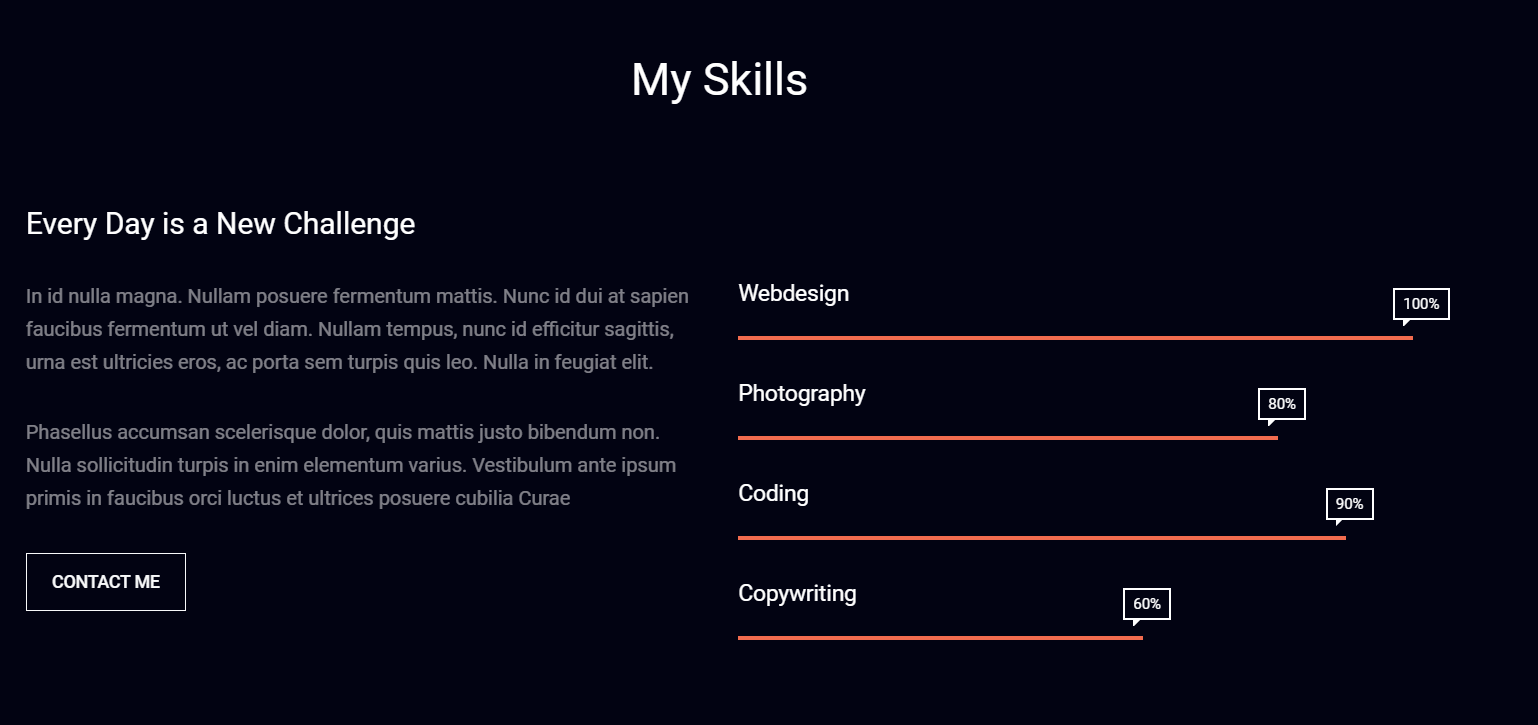 My Skills
Every Day is a New Challenge
In id nulla magna. Nullam posuere fermentum mattis. Nunc id dui at sapien
faucibus fermentum ut vel diam. Nullam tempus, nunc id efficitur sagittis,
urna est ultricies eros, ac porta sem turpis quis leo. Nulla in feugiat elit.
Phasellus accumsan scelerisque dolor, quis mattis justo bibendum non.
Nulla sollicitudin turpis in enim elementum varius. Vestibulum ante ipsum
primis in faucibus orci luctus et ultrices posuere cubilia Curae
CONTACT ME
Webdesign
100%
Photography
80%
Coding
90%
Copywriting
60%